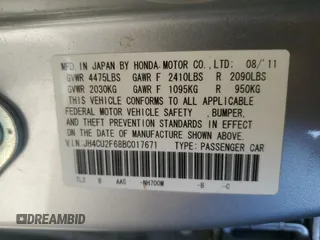 MFD. IN JAPAN BY HONDA MOTOR CO., LTD. 08/'11
GVWR 4475LBS GAWR F 2410LBS R 2090LBS
GVWR 2030KG GAWR F 1095KG R 950KG
THIS VEHICLE CONFORMS TO ALL APPLICABLE
FEDERAL MOTOR VEHICLE SAFETY, BUMPER,
AND THEFT PREVENTION STANDARDS IN EFFECT
ON THE DATE OF MANUFACTURE SHOWN ABOVE.
V.I.N.:JH4CU2F68BC017671 TYPE: PASSENGER CAR
TL2 B AAG -NH700M -B -C
DREAMBID